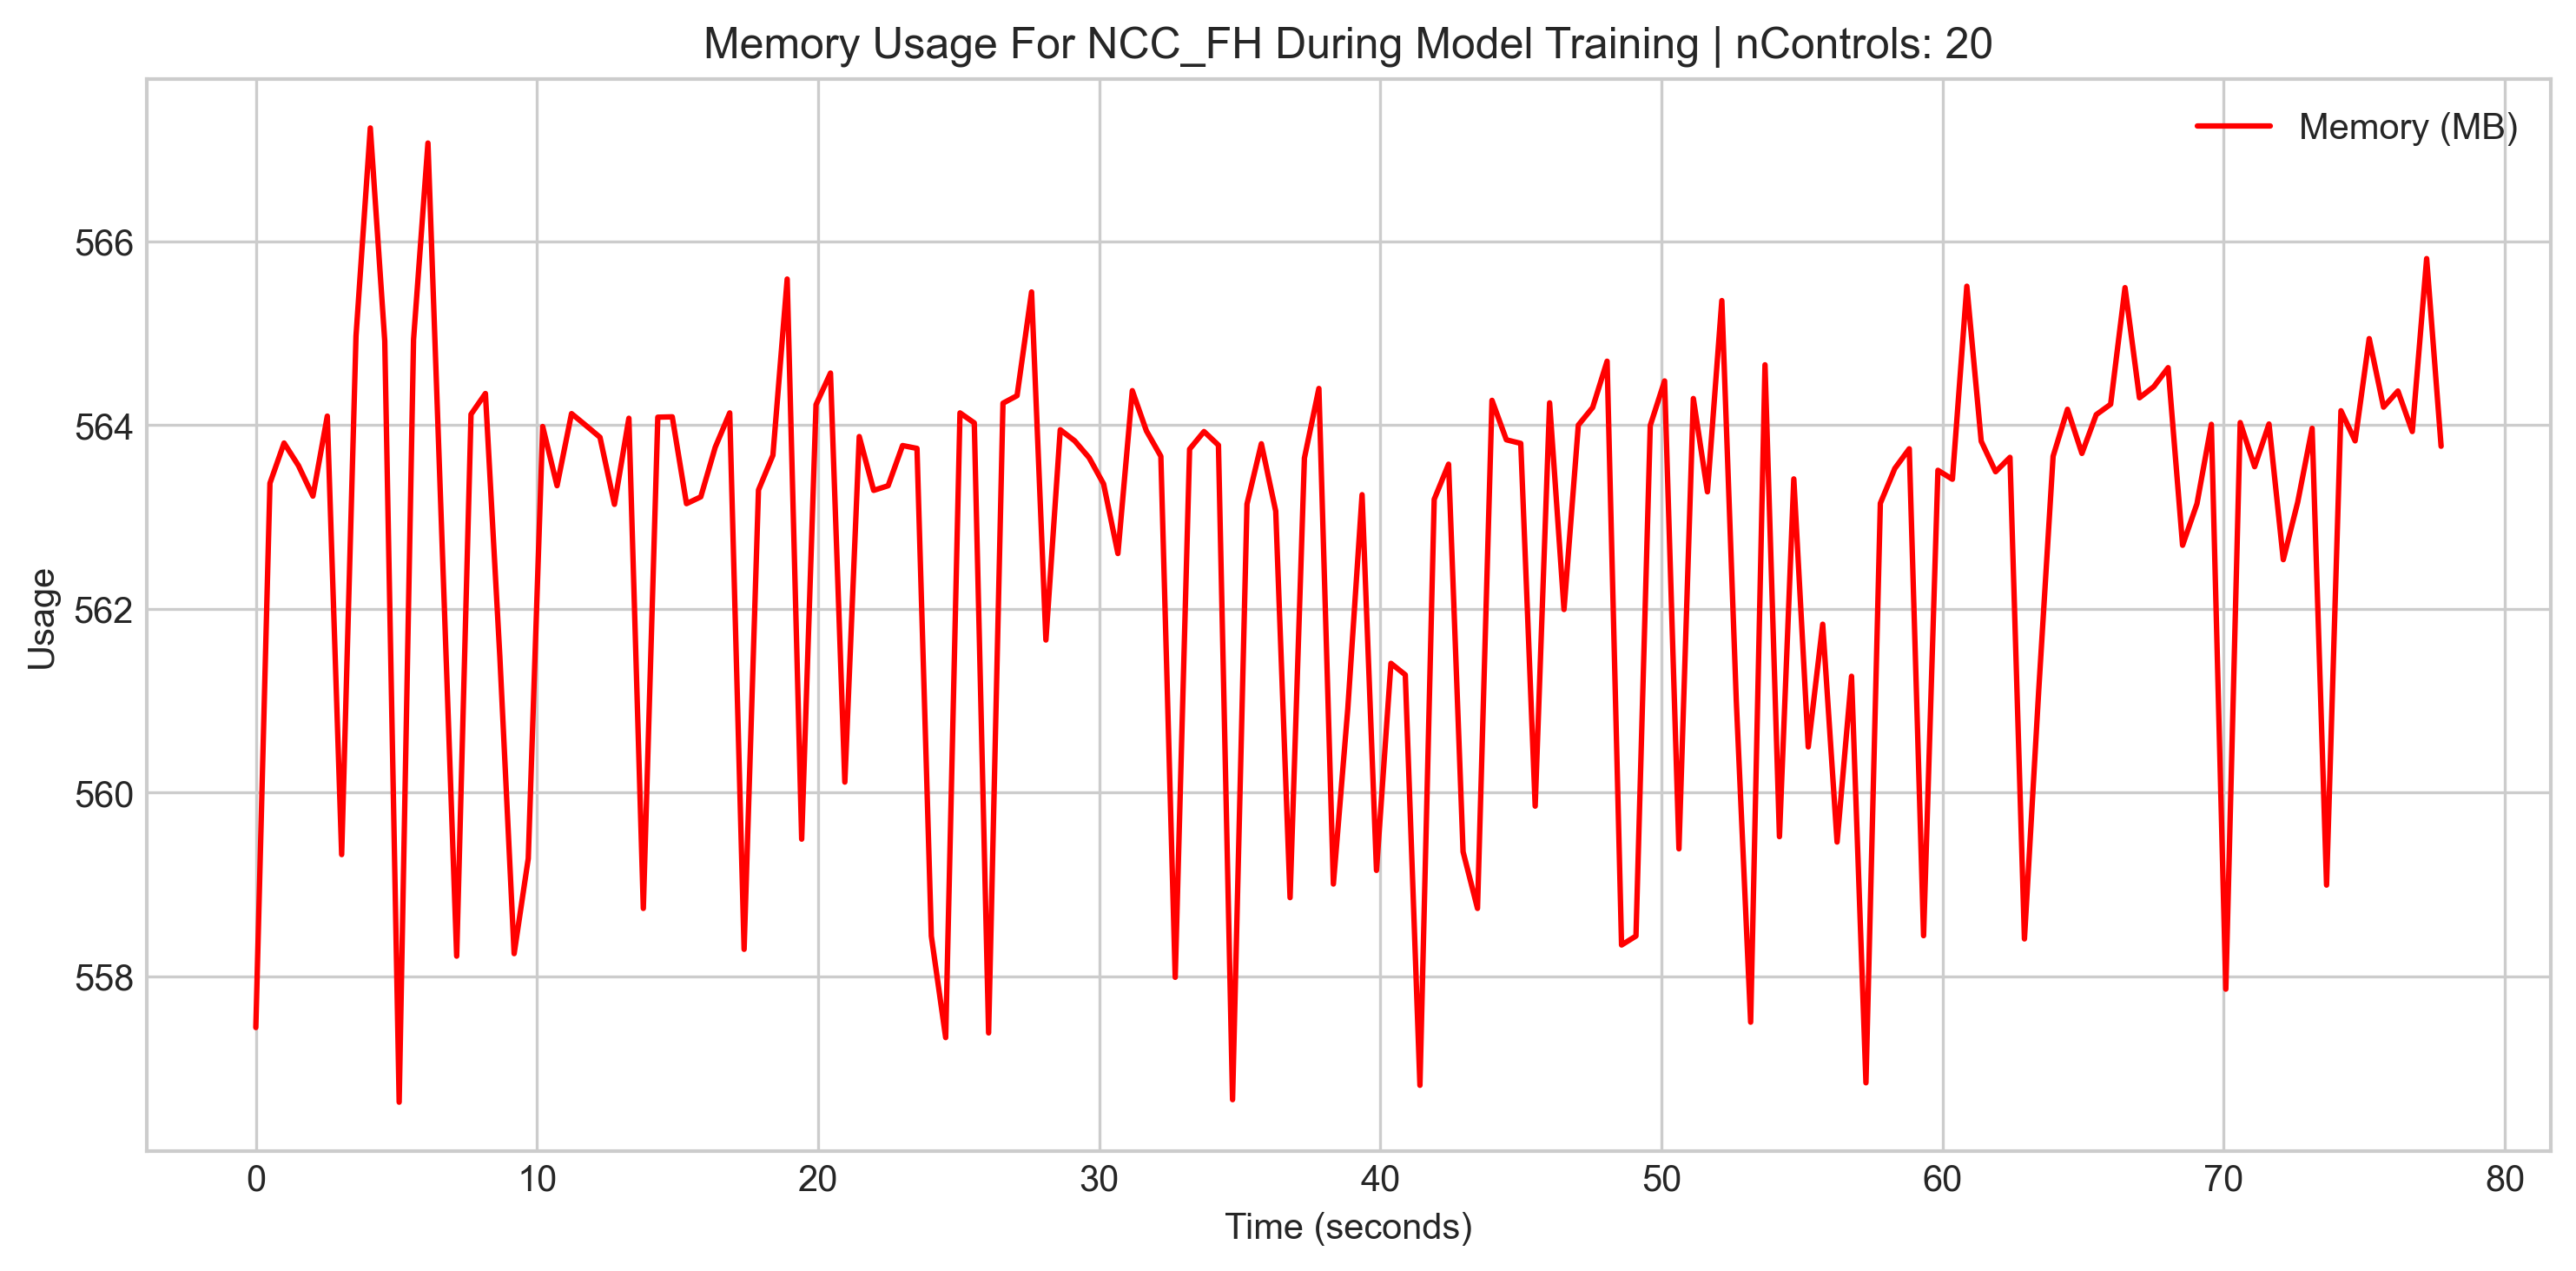 Memory Usage For NCC_FH During Model Training | nControls: 20
Memory (MB)
Usage
566
564
562
560
558
0 10 20 30 40 50 60 70 80
Time (seconds)